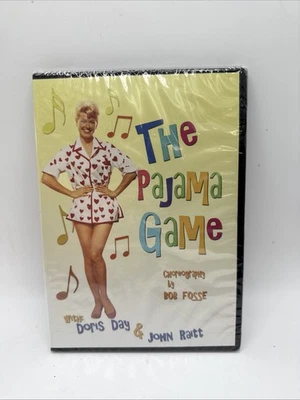 The
Pajama
Game
Choreography
by
BOB FOSSE
Doris Day & John Raitt